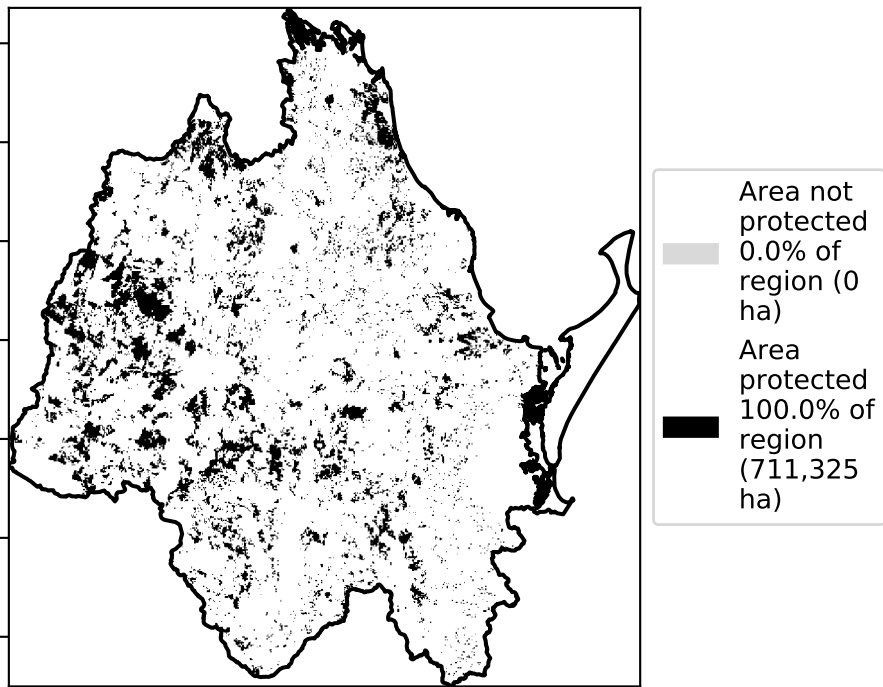 Area not
protected
0.0% of
region (0
ha)
Area
protected
100.0% of
region
(711,325
ha)